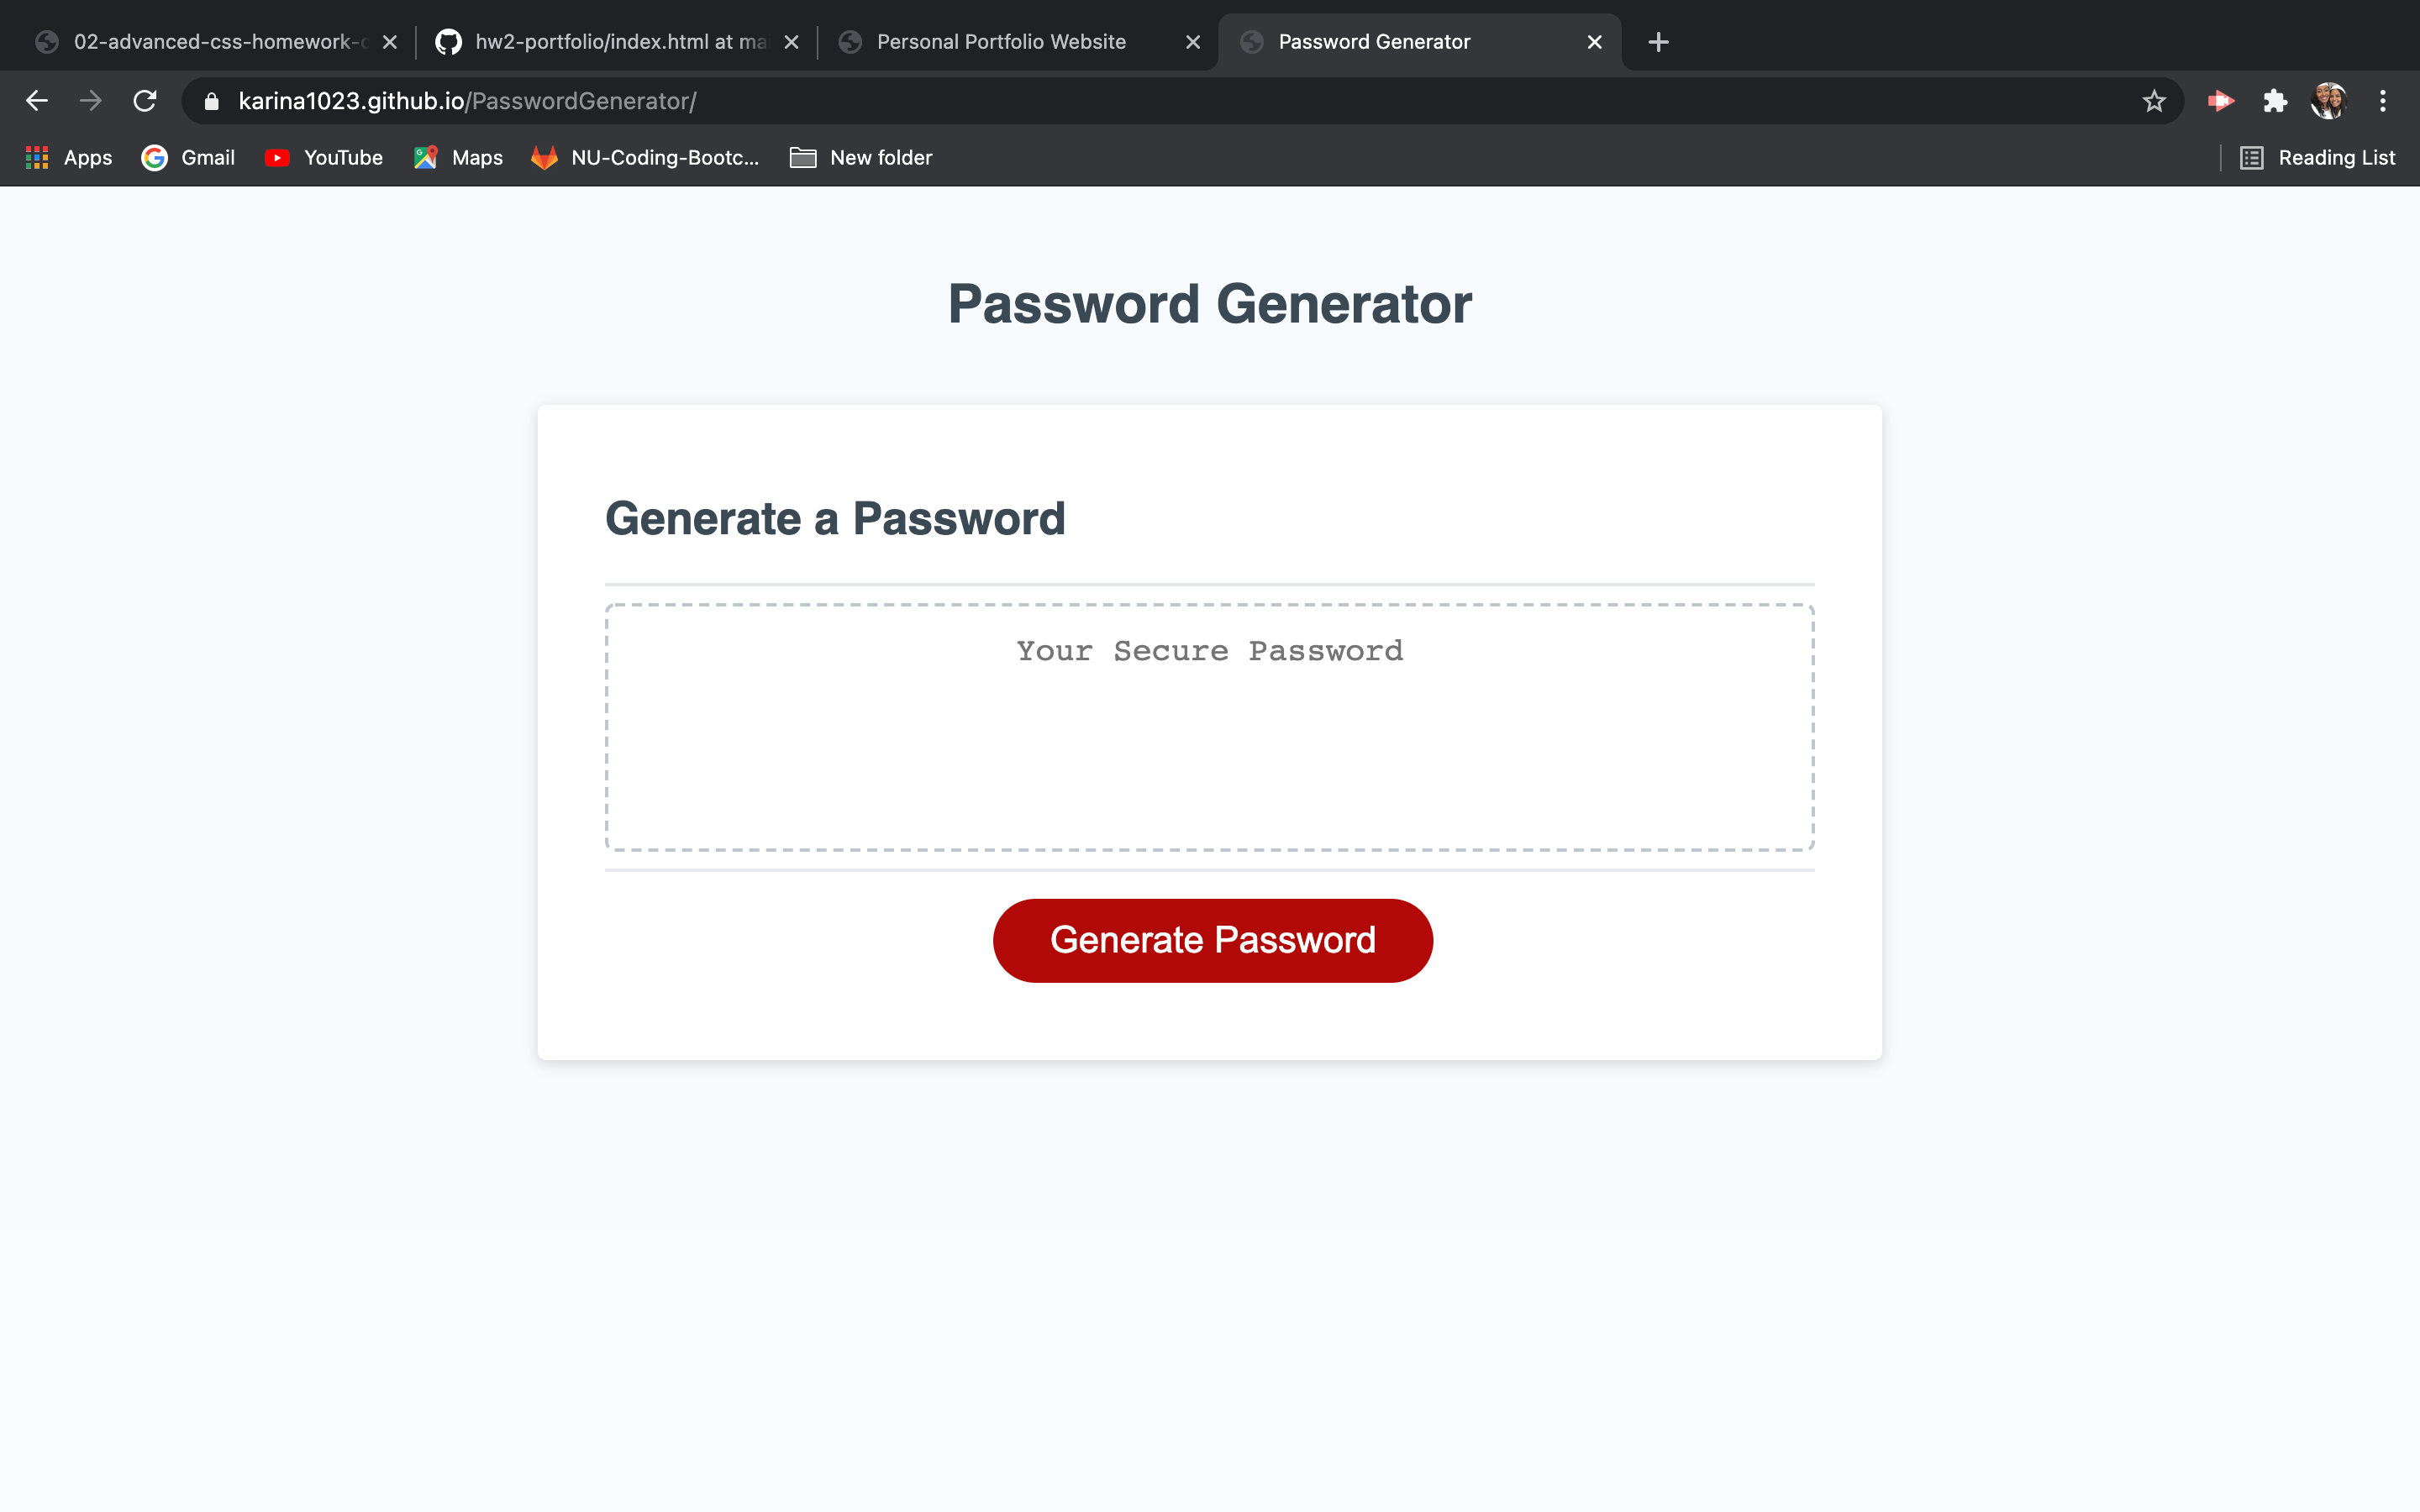 02-advanced-css-homework-
hw2-portfolio/index.html at ma
Personal Portfolio Website
Password Generator
karina1023.github.io/PasswordGenerator/
Apps
Gmail
YouTube
Maps
NU-Coding-Bootc...
New folder
Reading List
Password Generator
Generate a Password
Your Secure Password
Generate Password